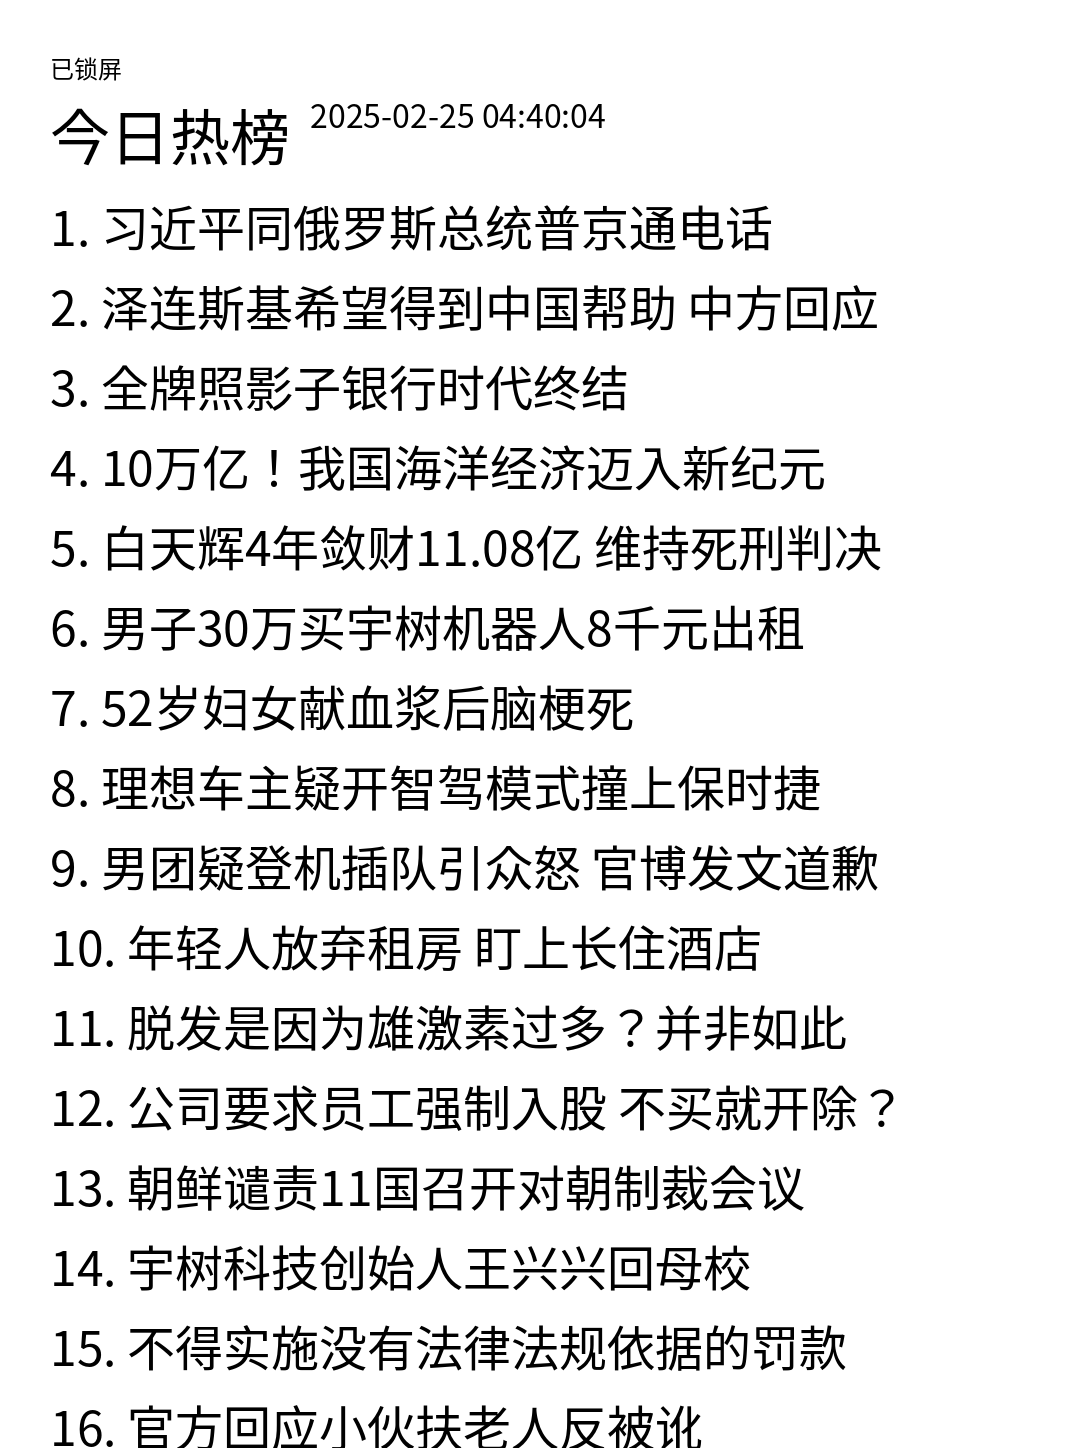 已锁屏
今日热榜 2025-02-25 04:40:04
1. 习近平同俄罗斯总统普京通电话
2. 泽连斯基希望得到中国帮助 中方回应
3. 全牌照影子银行时代终结
4. 10万亿！我国海洋经济迈入新纪元
5. 白天辉4年敛财11.08亿 维持死刑判决
6. 男子30万买宇树机器人8千元出租
7. 52岁妇女献血浆后脑梗死
8. 理想车主疑开智驾模式撞上保时捷
9. 男团疑登机插队引众怒 官博发文道歉
10. 年轻人放弃租房 盯上长住酒店
11. 脱发是因为雄激素过多？并非如此
12. 公司要求员工强制入股 不买就开除？
13. 朝鲜谴责11国召开对朝制裁会议
14. 宇树科技创始人王兴兴回母校
15. 不得实施没有法律法规依据的罚款
16. 官方回应小伙扶老人反被讹